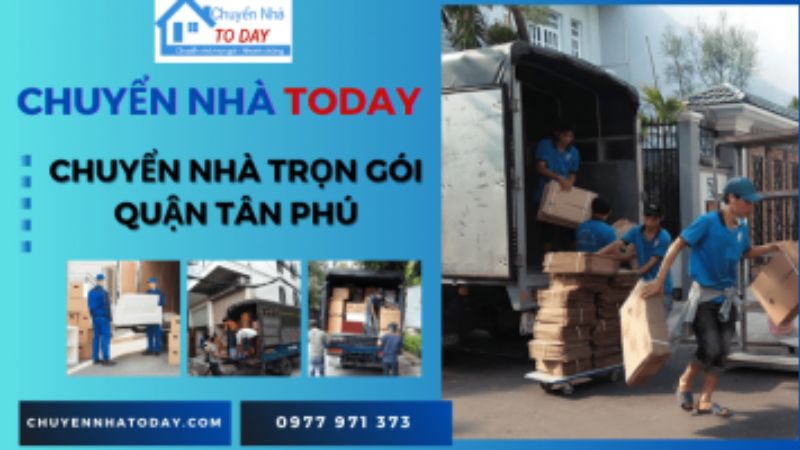 Chuyển Nhà
TO DAY
CHUYỂN NHÀ TODAY
CHUYỂN NHÀ TRỌN GÓI
QUẬN TÂN PHÚ
CHUYENNHATODAY.COM
0977 971 373